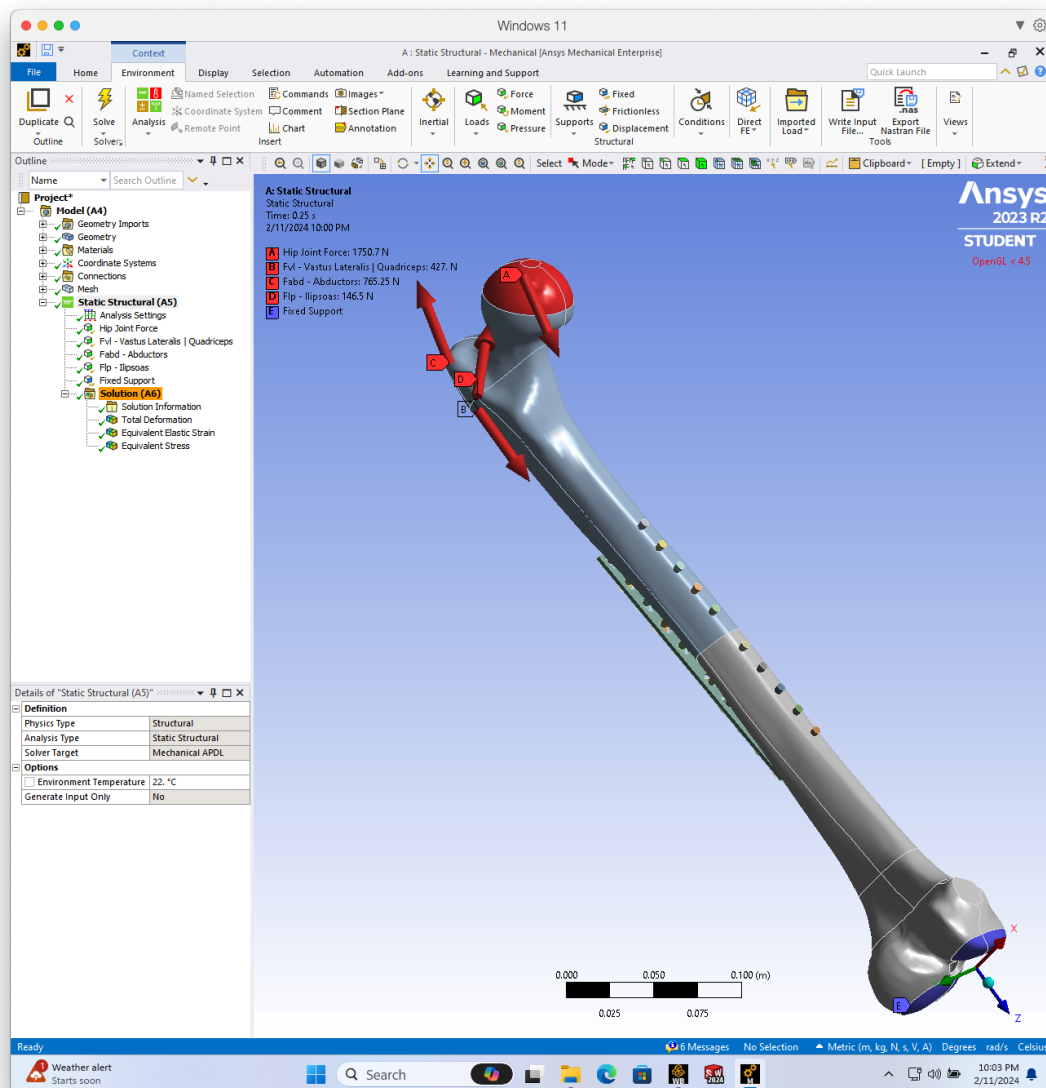 Windows 11
Context
A : Static Structural - Mechanical [Ansys Mechanical Enterprise]
File Home Environment Display Selection Automation Add-ons Learning and Support
Quick Launch
Duplicate
Outline
Solve
Solver
Analysis
Named Selection
Coordinate System
Remote Point
Commands
Comment
Chart
Images
Section Plane
Annotation
Insert
Inertial
Loads
Force
Moment
Pressure
Supports
Fixed
Frictionless
Displacement
Structural
Conditions
Direct
FE
Imported
Load
Write Input
File...
.nas
Export
Nastran File
Tools
Views
Outline
Name
Search Outline
Select Mode Clipboard [ Empty ] Extend
Project*
Model (A4)
Geometry Imports
Geometry
Materials
Coordinate Systems
Connections
Mesh
Static Structural (A5)
Analysis Settings
Hip Joint Force
Fvl - Vastus Lateralis | Quadriceps
Fabd - Abductors
Flp - Ilipsoas
Fixed Support
Solution (A6)
Solution Information
Total Deformation
Equivalent Elastic Strain
Equivalent Stress
A: Static Structural
Static Structural
Time: 0.25 s
2/11/2024 10:00 PM
A Hip Joint Force: 1750.7 N
B Fvl - Vastus Lateralis | Quadriceps: 427. N
C Fabd - Abductors: 765.25 N
D Flp - Ilipsoas: 146.5 N
E Fixed Support
Ansys
2023 R2
STUDENT
OpenGL < 4.5
A
C
D
B
E
X
Z
0.000 0.050 0.100 (m)
0.025 0.075
Details of "Static Structural (A5)"
Definition
Physics Type Structural
Analysis Type Static Structural
Solver Target Mechanical APDL
Options
Environment Temperature 22. °C
Generate Input Only No
Ready
6 Messages No Selection Metric (m, kg, N, s, V, A) Degrees rad/s Celsius
1
Weather alert
Starts soon
Search
WB
SW
2024
M
10:03 PM
2/11/2024